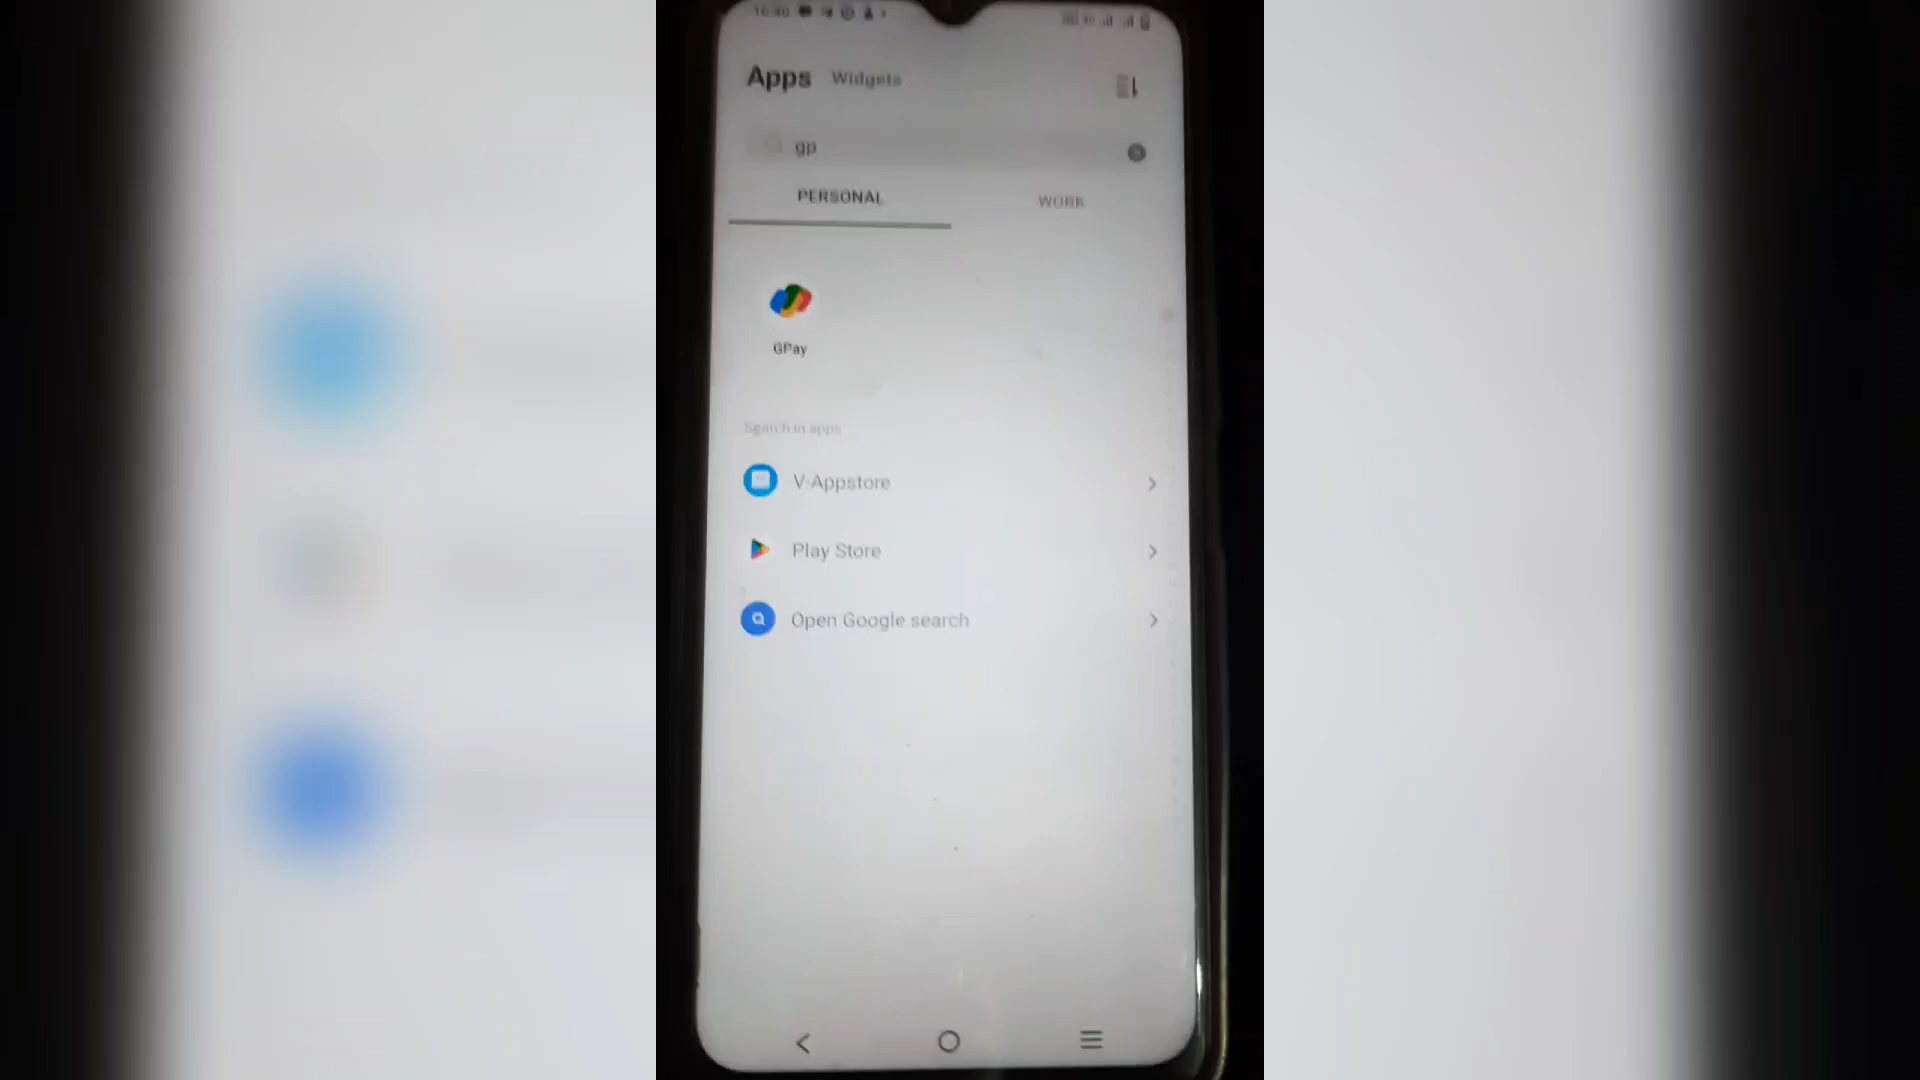 Apps Widgets
gp
PERSONAL WORK
GPay
Search in apps
V-Appstore
Play Store
Open Google search